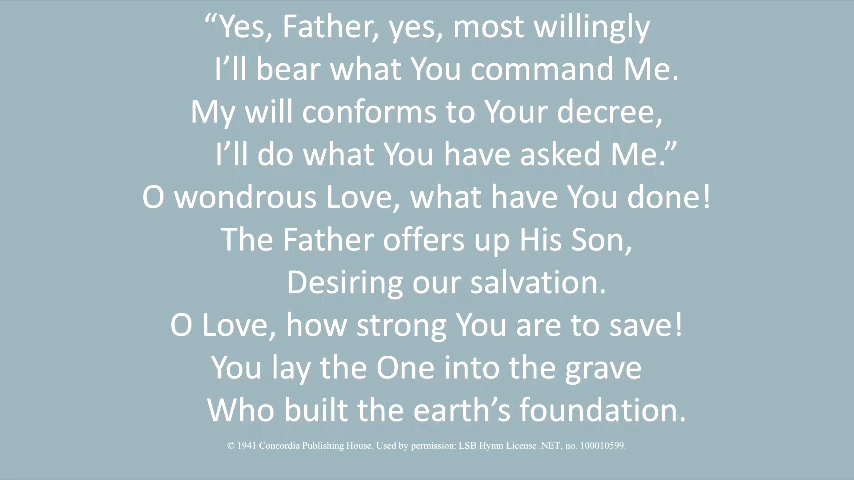 “Yes, Father, yes, most willingly
I’ll bear what You command Me.
My will conforms to Your decree,
I’ll do what You have asked Me.”
O wondrous Love, what have You done!
The Father offers up His Son,
Desiring our salvation.
O Love, how strong You are to save!
You lay the One into the grave
Who built the earth’s foundation.
© 1941 Concordia Publishing House. Used by permission: LSB Hymn License .NET, no. 100010599.